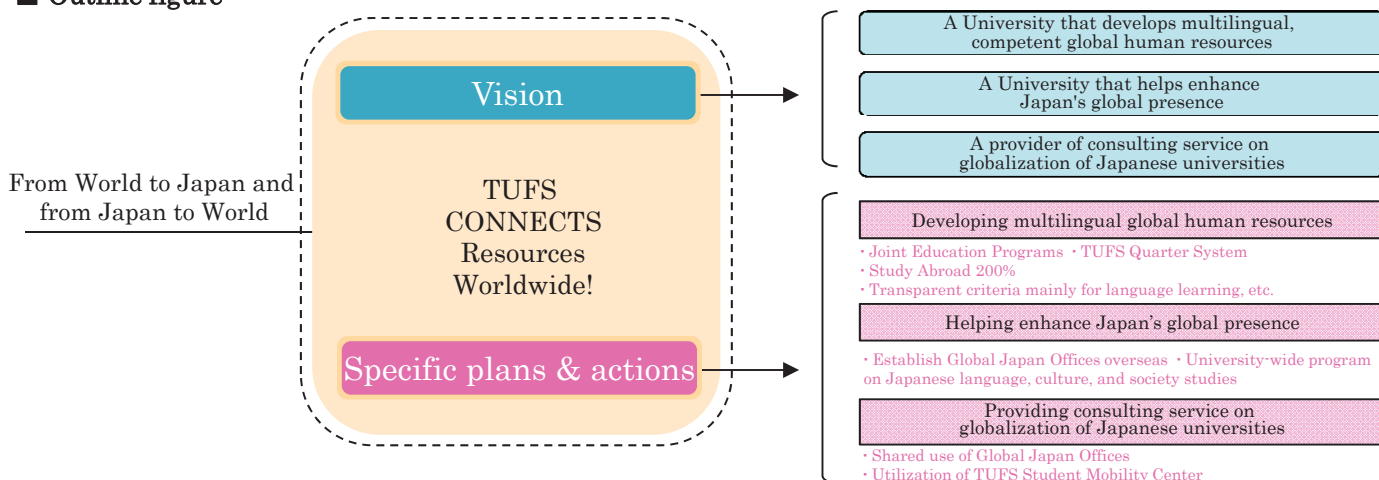 ■ Outline figure
From World to Japan and
from Japan to World
Vision
TUFS
CONNECTS
Resources
Worldwide!
Specific plans & actions
A University that develops multilingual,
competent global human resources
A University that helps enhance
Japan's global presence
A provider of consulting service on
globalization of Japanese universities
Developing multilingual global human resources
・Joint Education Programs ・TUFS Quarter System
・Study Abroad 200%
・Transparent criteria mainly for language learning, etc.
Helping enhance Japan’s global presence
・Establish Global Japan Offices overseas ・University-wide program
on Japanese language, culture, and society studies
Providing consulting service on
globalization of Japanese universities
・Shared use of Global Japan Offices
・Utilization of TUFS Student Mobility Center